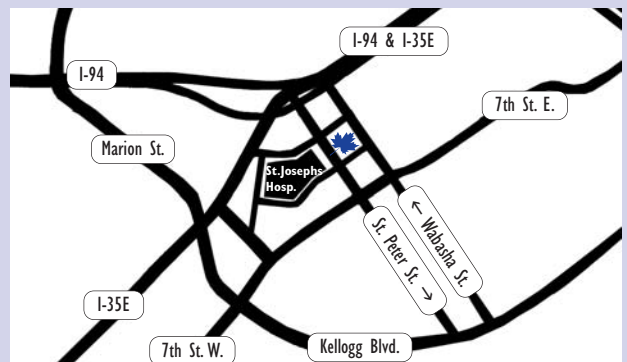 I-94 & I-35E
I-94
7th St. E.
Marion St.
St.Josephs
Hosp.
← Wabasha St.
St. Peter St. →
I-35E
7th St. W.
Kellogg Blvd.